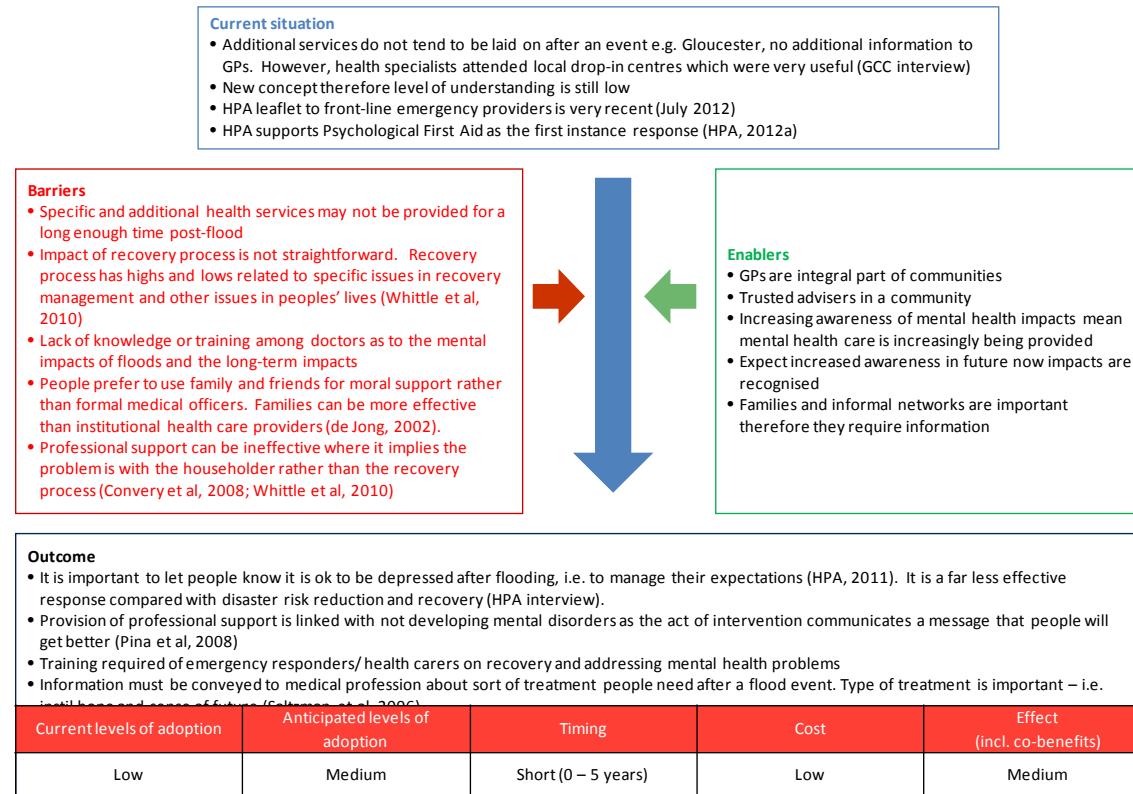 Current situation
• Additional services do not tend to be laid on after an event e.g. Gloucester, no additional information to
GPs. However, health specialists attended local drop-in centres which were very useful (GCC interview)
• New concept therefore level of understanding is still low
• HPA leaflet to front-line emergency providers is very recent (July 2012)
• HPA supports Psychological First Aid as the first instance response (HPA, 2012a)
Barriers
• Specific and additional health services may not be provided for a
long enough time post-flood
• Impact of recovery process is not straightforward. Recovery
process has highs and lows related to specific issues in recovery
management and other issues in peoples' lives (Whittle et al,
2010)
• Lack of knowledge or training among doctors as to the mental
impacts of floods and the long-term impacts
• People prefer to use family and friends for moral support rather
than formal medical officers. Families can be more effective
than institutional health care providers (de Jong, 2002).
• Professional support can be ineffective where it implies the
problem is with the householder rather than the recovery
process (Convery et al, 2008; Whittle et al, 2010)
Enablers
• GPs are integral part of communities
• Trusted advisers in a community
• Increasing awareness of mental health impacts mean
mental health care is increasingly being provided
• Expect increased awareness in future now impacts are
recognised
• Families and informal networks are important
therefore they require information
Outcome
• It is important to let people know it is ok to be depressed after flooding, i.e. to manage their expectations (HPA, 2011). It is a far less effective
response compared with disaster risk reduction and recovery (HPA interview).
• Provision of professional support is linked with not developing mental disorders as the act of intervention communicates a message that people will
get better (Pina et al, 2008)
• Training required of emergency responders/ health carers on recovery and addressing mental health problems
• Information must be conveyed to medical profession about sort of treatment people need after a flood event. Type of treatment is important – i.e.
instil hope and sense of future (Saltzman et al, 2006)
Current levels of adoption
Anticipated levels of
adoption
Timing
Cost
Effect
(incl. co-benefits)
Low
Medium
Short (0 – 5 years)
Low
Medium